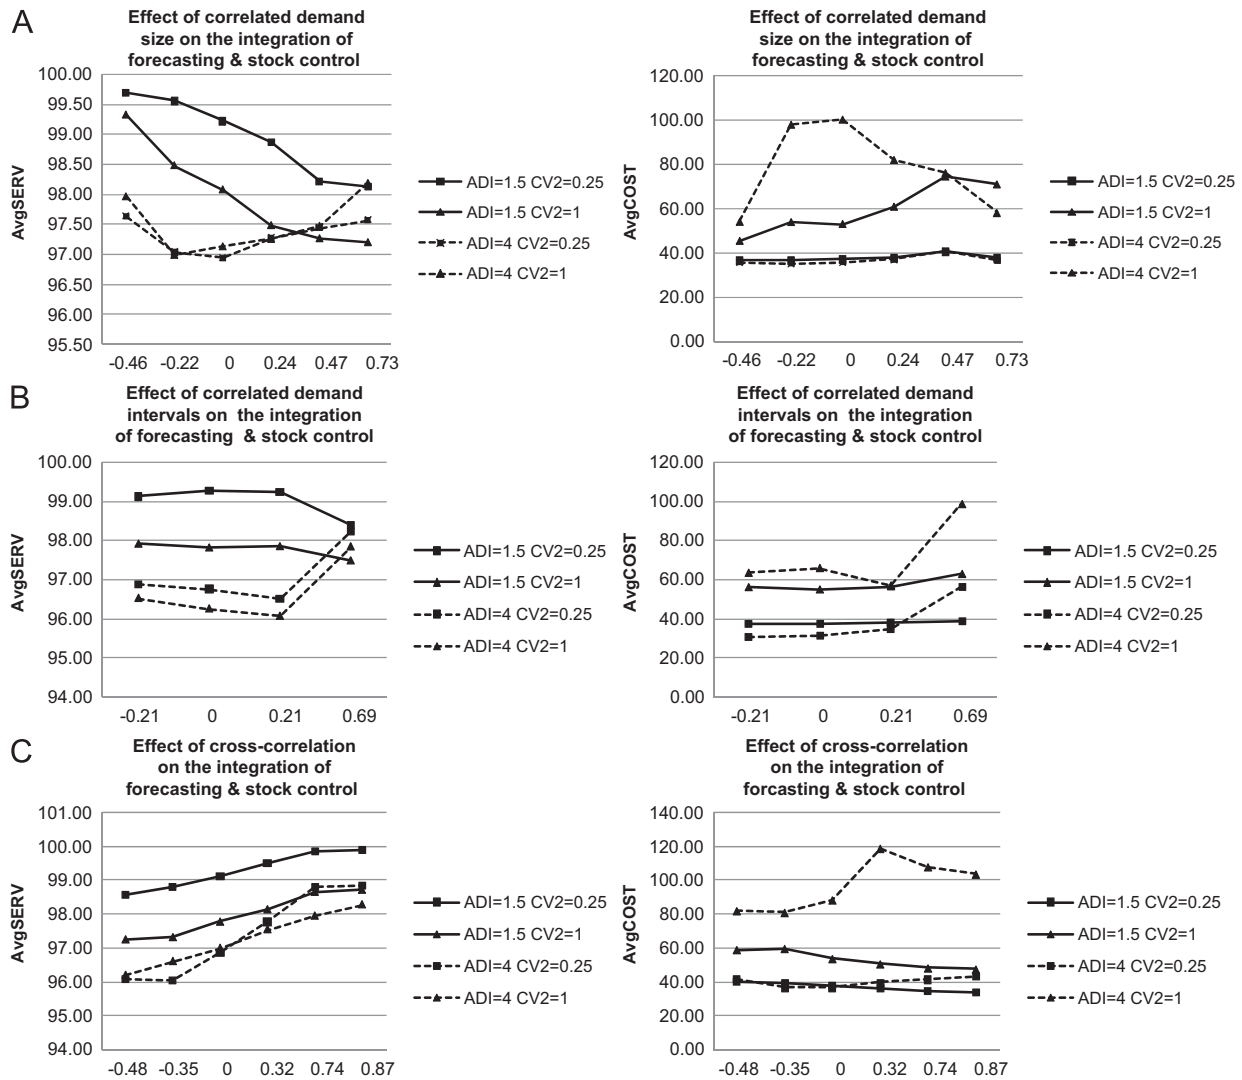 A
Effect of correlated demand
size on the integration of
forecasting & stock control
100.00
99.50
99.00
98.50
98.00
97.50
97.00
96.50
96.00
95.50
AvgSERV
-0.46 -0.22 0 0.24 0.47 0.73
ADI=1.5 CV2=0.25
ADI=1.5 CV2=1
ADI=4 CV2=0.25
ADI=4 CV2=1
Effect of correlated demand
size on the integration of
forecasting & stock control
120.00
100.00
80.00
60.00
40.00
20.00
0.00
AvgCOST
-0.46 -0.22 0 0.24 0.47 0.73
ADI=1.5 CV2=0.25
ADI=1.5 CV2=1
ADI=4 CV2=0.25
ADI=4 CV2=1
B
Effect of correlated demand
intervals on the integration
of forecasting & stock control
100.00
99.00
98.00
97.00
96.00
95.00
94.00
AvgSERV
-0.21 0 0.21 0.69
ADI=1.5 CV2=0.25
ADI=1.5 CV2=1
ADI=4 CV2=0.25
ADI=4 CV2=1
Effect of correlated demand
intervals on the integration
of forecasting & stock control
120.00
100.00
80.00
60.00
40.00
20.00
0.00
AvgCOST
-0.21 0 0.21 0.69
ADI=1.5 CV2=0.25
ADI=1.5 CV2=1
ADI=4 CV2=0.25
ADI=4 CV2=1
C
Effect of cross-correlation
on the integration of
forecasting & stock control
101.00
100.00
99.00
98.00
97.00
96.00
95.00
94.00
AvgSERV
-0.48 -0.35 0 0.32 0.74 0.87
ADI=1.5 CV2=0.25
ADI=1.5 CV2=1
ADI=4 CV2=0.25
ADI=4 CV2=1
Effect of cross-correlation
on the integration of
forcasting & stock control
140.00
120.00
100.00
80.00
60.00
40.00
20.00
0.00
AvgCOST
-0.48 -0.35 0 0.32 0.74 0.87
ADI=1.5 CV2=0.25
ADI=1.5 CV2=1
ADI=4 CV2=0.25
ADI=4 CV2=1